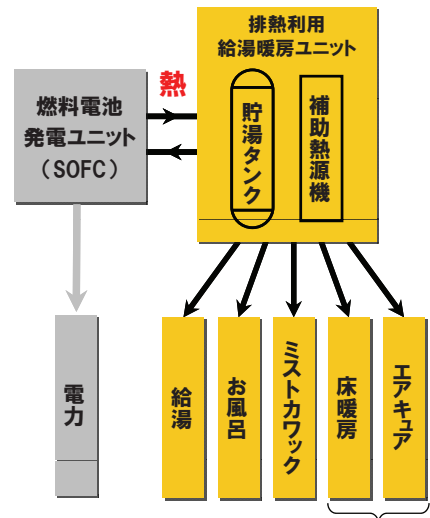 排熱利用
給湯暖房ユニット
熱
燃料電池
発電ユニット
（SOFC）
貯湯タンク
補助熱源機
電力
給湯
お風呂
ミストカワック
床暖房
エアキュア